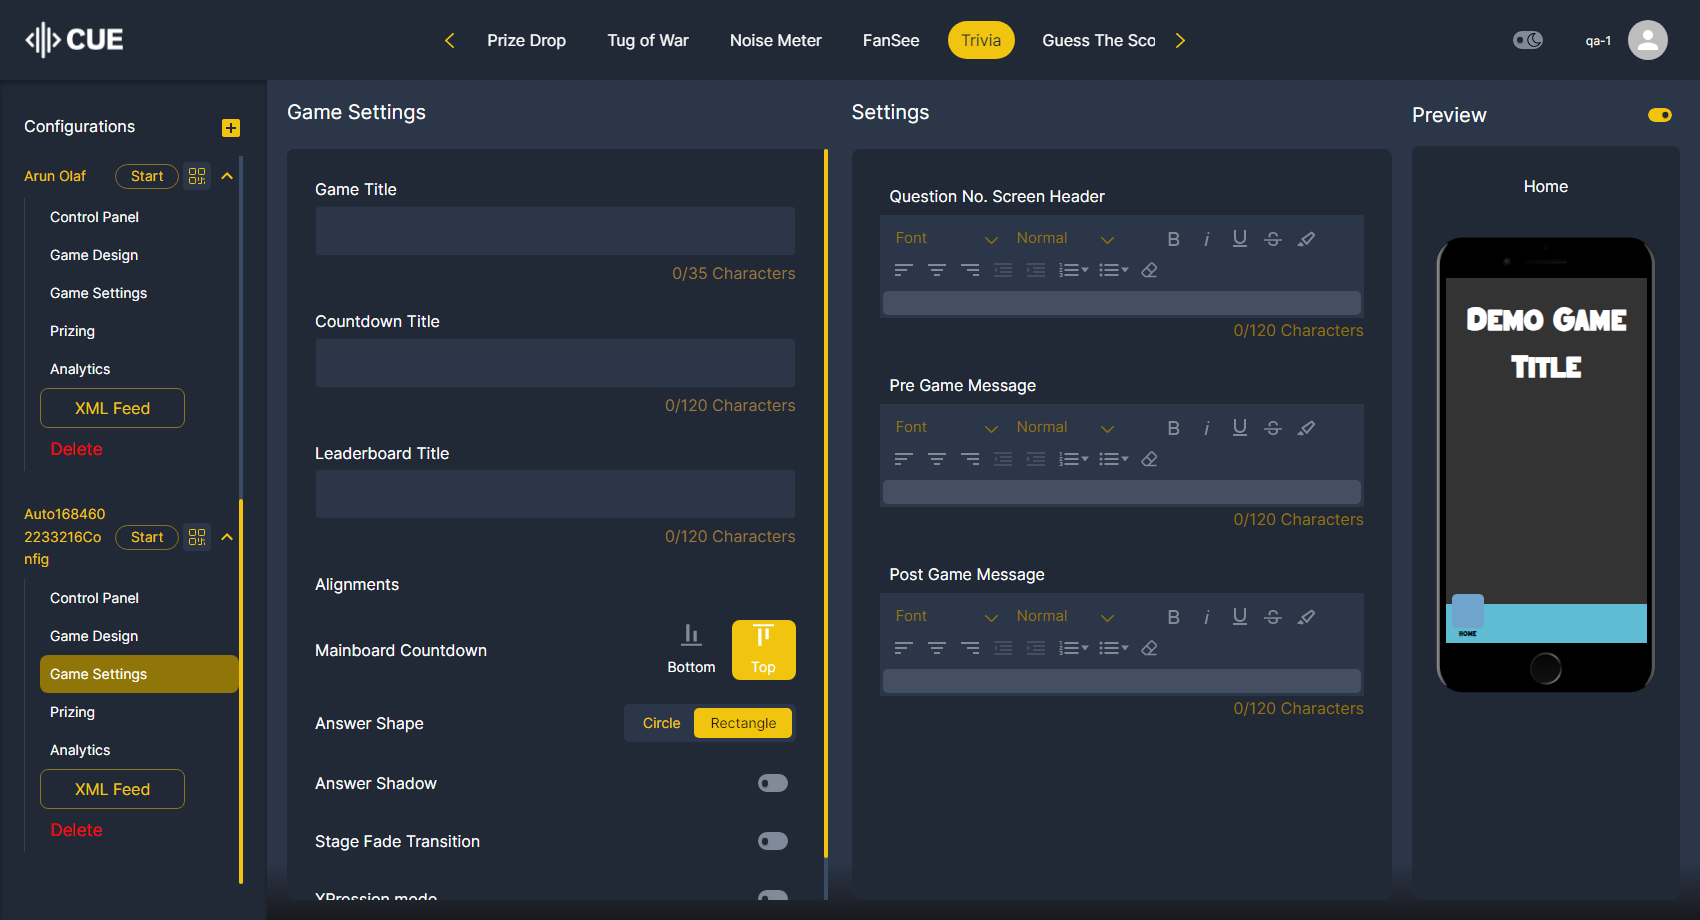 CUE
Prize Drop
Tug of War
Noise Meter
FanSee
Trivia
Guess The Sco
qa-1
Configurations
Arun Olaf
Start
Control Panel
Game Design
Game Settings
Prizing
Analytics
XML Feed
Delete
Auto168460
2233216Co
nfig
Start
Control Panel
Game Design
Game Settings
Prizing
Analytics
XML Feed
Delete
Game Settings
Game Title
0/35 Characters
Countdown Title
0/120 Characters
Leaderboard Title
0/120 Characters
Alignments
Mainboard Countdown
Bottom
Top
Answer Shape
Circle
Rectangle
Answer Shadow
Stage Fade Transition
XPression mode
Settings
Question No. Screen Header
Font
Normal
B i U S
0/120 Characters
Pre Game Message
Font
Normal
B i U S
0/120 Characters
Post Game Message
Font
Normal
B i U S
0/120 Characters
Preview
Home
Demo Game
Title
HOME